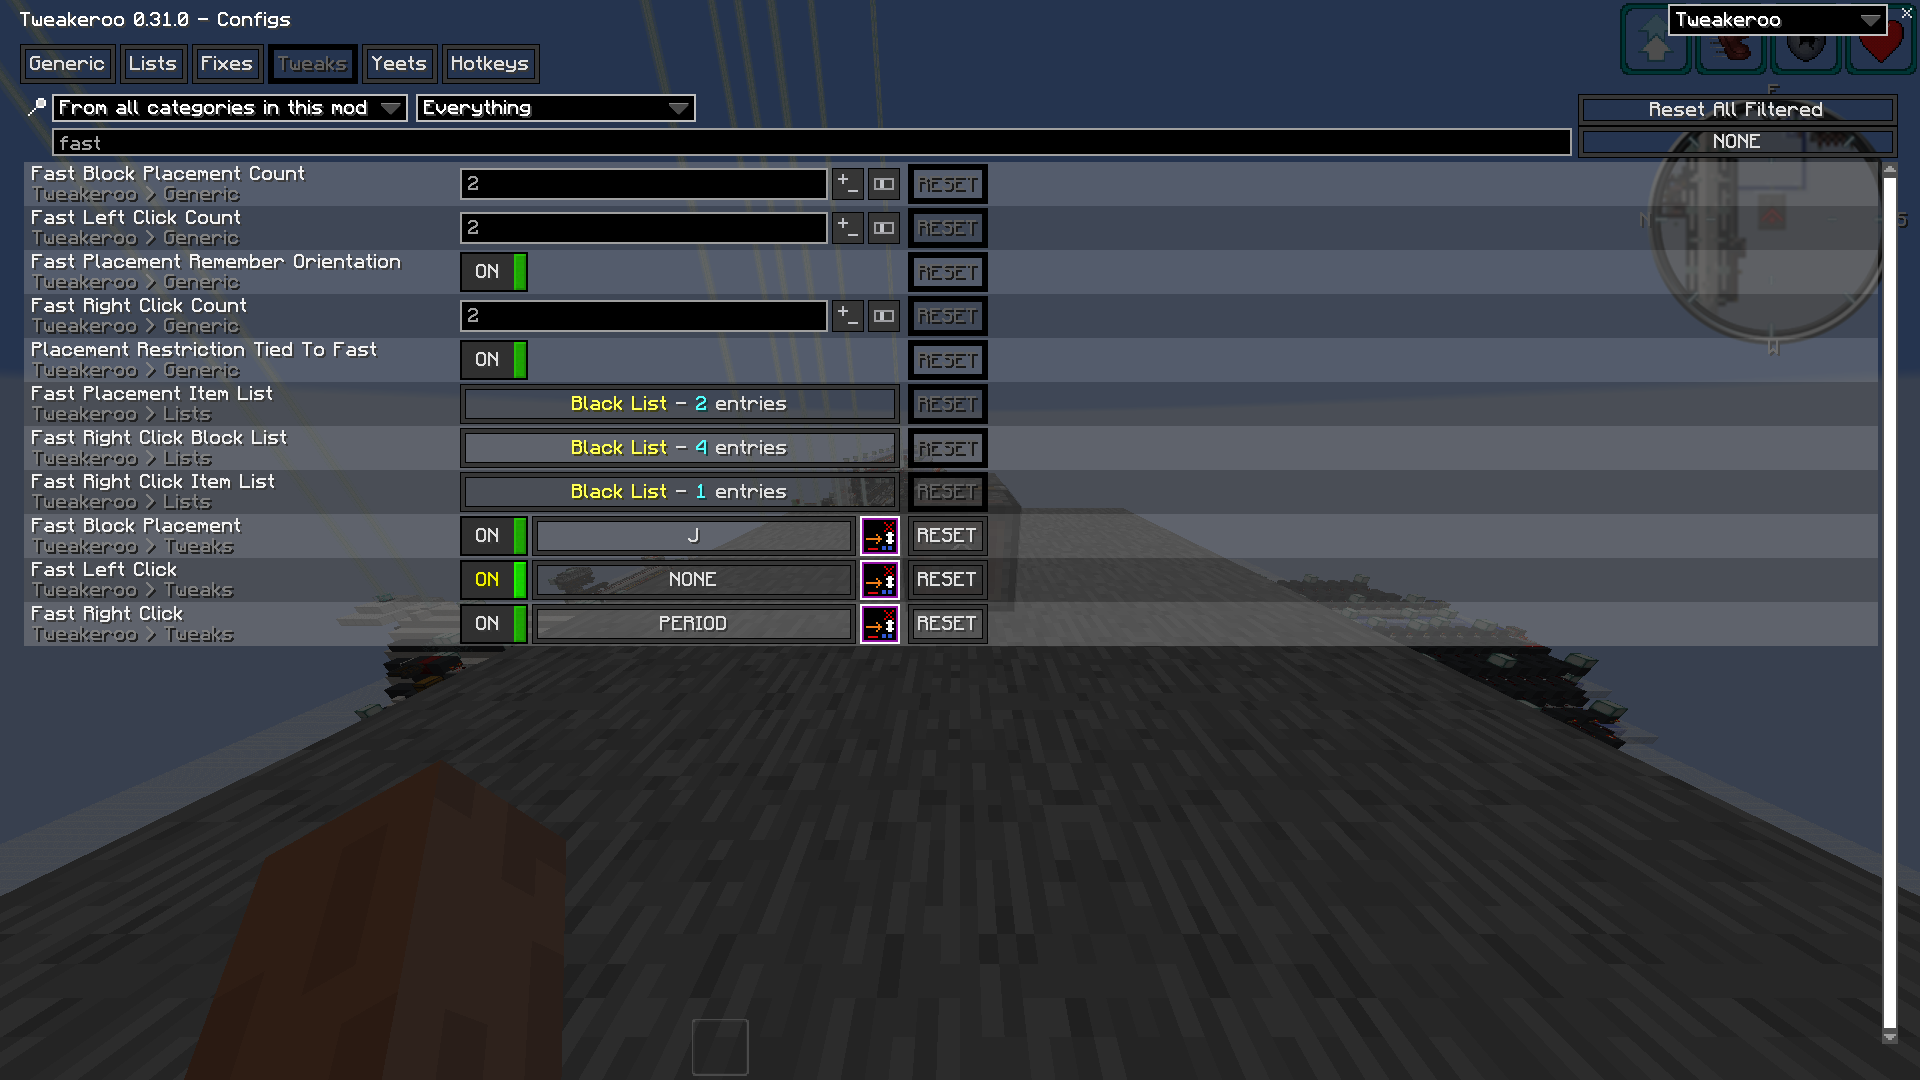 Tweakeroo 0.31.0 - Configs
Tweakeroo
×
Generic Lists Fixes Tweaks Yeets Hotkeys
From all categories in this mod Everything
Reset All Filtered
fast
NONE
Fast Block Placement Count
Tweakeroo > Generic
2
RESET
Fast Left Click Count
Tweakeroo > Generic
2
RESET
Fast Placement Remember Orientation
Tweakeroo > Generic
ON
RESET
Fast Right Click Count
Tweakeroo > Generic
2
RESET
Placement Restriction Tied To Fast
Tweakeroo > Generic
ON
RESET
Fast Placement Item List
Tweakeroo > Lists
Black List - 2 entries
RESET
Fast Right Click Block List
Tweakeroo > Lists
Black List - 4 entries
RESET
Fast Right Click Item List
Tweakeroo > Lists
Black List - 1 entries
RESET
Fast Block Placement
Tweakeroo > Tweaks
ON
J
RESET
Fast Left Click
Tweakeroo > Tweaks
ON
NONE
RESET
Fast Right Click
Tweakeroo > Tweaks
ON
PERIOD
RESET
N
S
W